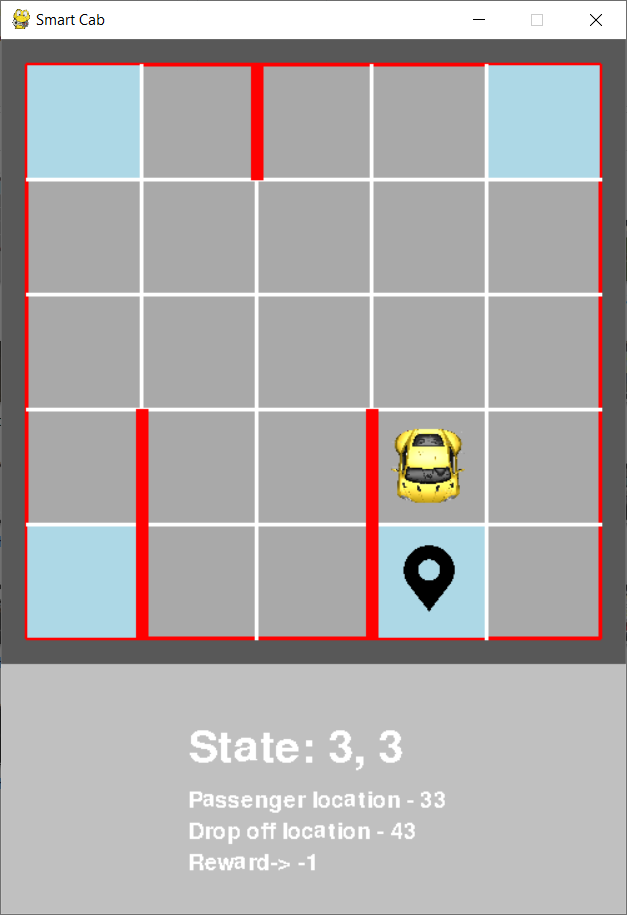 Smart Cab
State: 3, 3
Passenger location - 33
Drop off location - 43
Reward-> -1